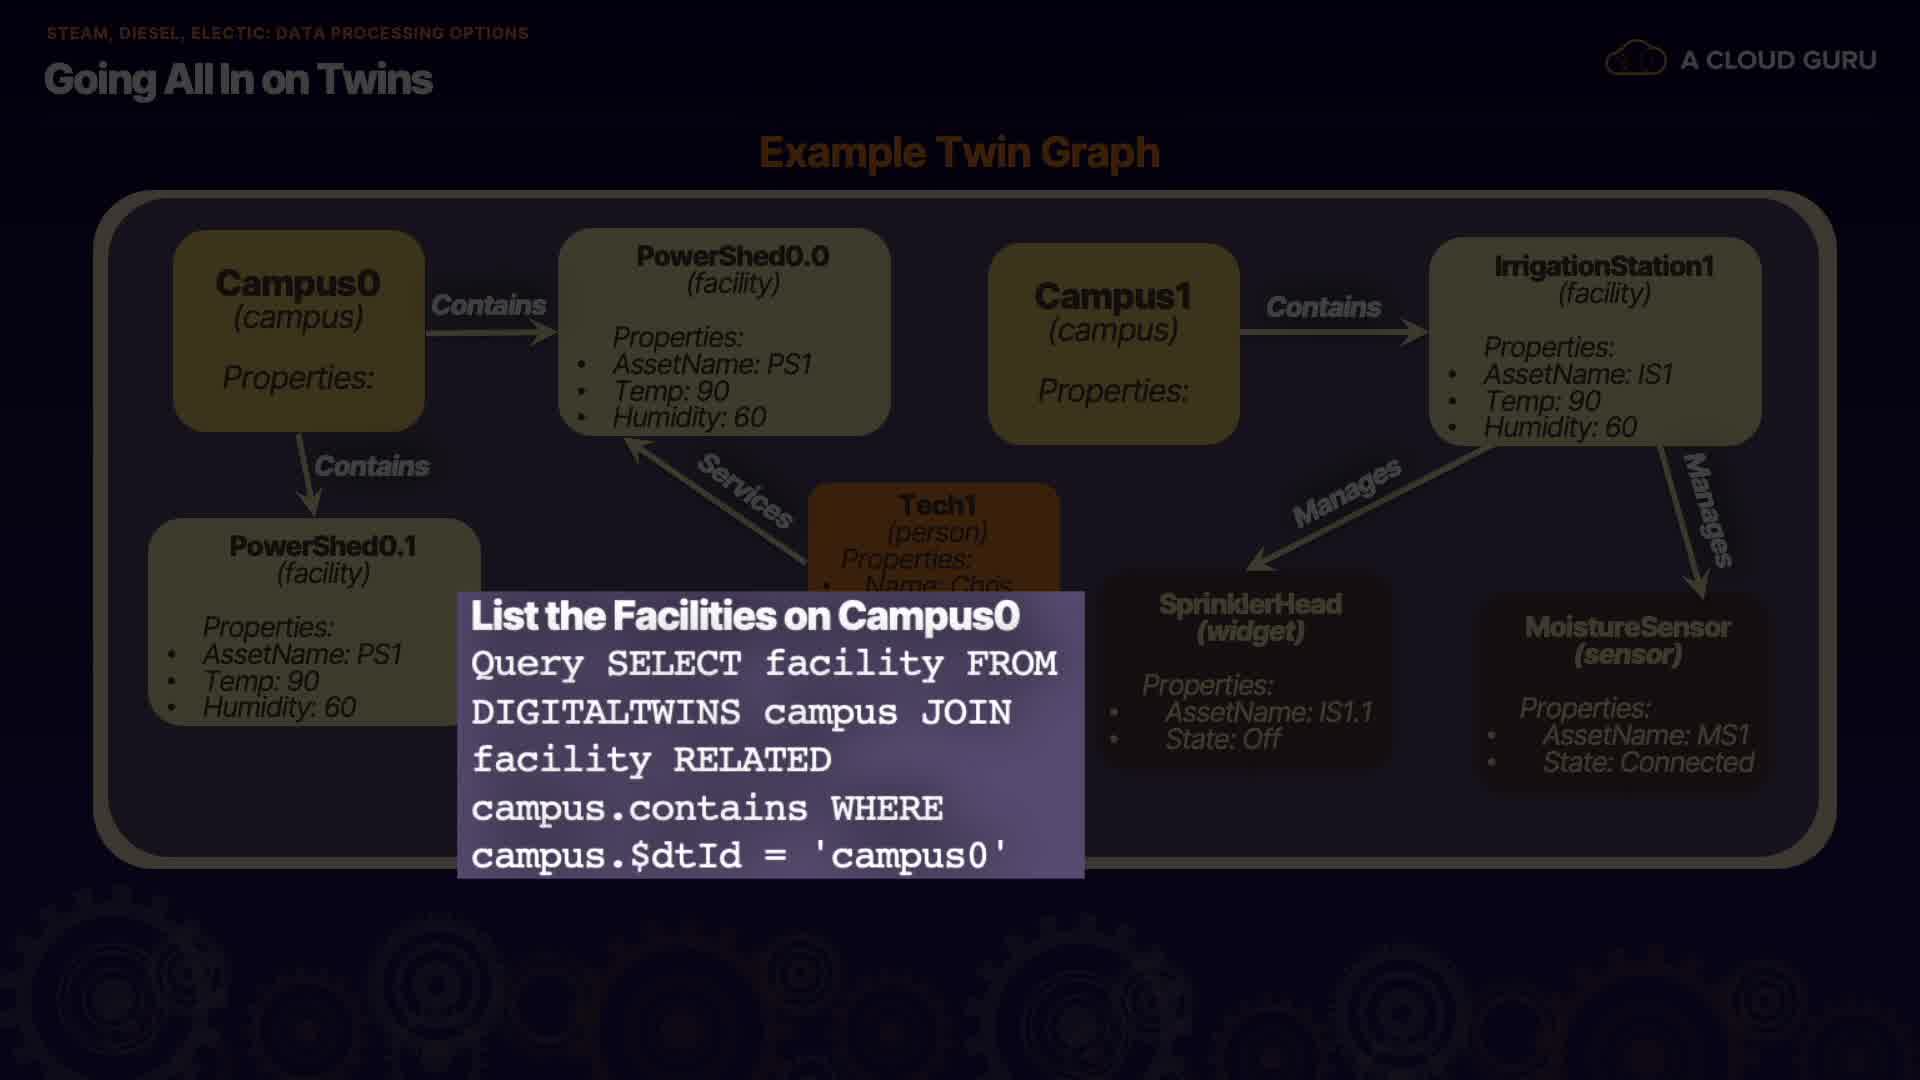 STEAM, DIESEL, ELECTIC: DATA PROCESSING OPTIONS
Going All In on Twins
A CLOUD GURU
Example Twin Graph
Campus0
(campus)
Properties:
Contains
PowerShed0.0
(facility)
Properties:
• AssetName: PS1
• Temp: 90
• Humidity: 60
Campus1
(campus)
Properties:
Contains
IrrigationStation1
(facility)
Properties:
• AssetName: IS1
• Temp: 90
• Humidity: 60
Contains
Services
Manages
Manages
PowerShed0.1
(facility)
Properties:
• AssetName: PS1
• Temp: 90
• Humidity: 60
Tech1
(person)
Properties:
• Name: Chris
SprinklerHead
(widget)
Properties:
• AssetName: IS1.1
• State: Off
MoistureSensor
(sensor)
Properties:
• AssetName: MS1
• State: Connected
List the Facilities on Campus0
Query SELECT facility FROM
DIGITALTWINS campus JOIN
facility RELATED
campus.contains WHERE
campus.$dtId = 'campus0'